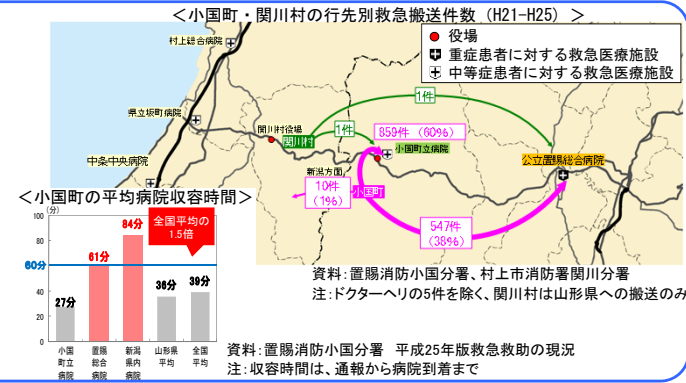 ＜小国町・関川村の行先別救急搬送件数（H21-H25）＞
役場
重症患者に対する救急医療施設
中等症患者に対する救急医療施設
村上総合病院
県立坂町病院
中条中央病院
関川村役場
関川村
1件
1件
859件（60%）
小国町立病院
公立置賜総合病院
新潟方面
10件
（1%）
小国町
547件
（38%）
資料：置賜消防小国分署、村上市消防署関川分署
注：ドクターヘリの5件を除く、関川村は山形県への搬送のみ
＜小国町の平均病院収容時間＞
（分）
全国平均の
1.5倍
100
80
60分
40
20
0
27分
61分
84分
36分
39分
小国
町立
病院
置賜
総合
病院
新潟
県内
病院
山形県
平均
全国
平均
資料：置賜消防小国分署　平成25年版救急救助の現況
注：収容時間は、通報から病院到着まで